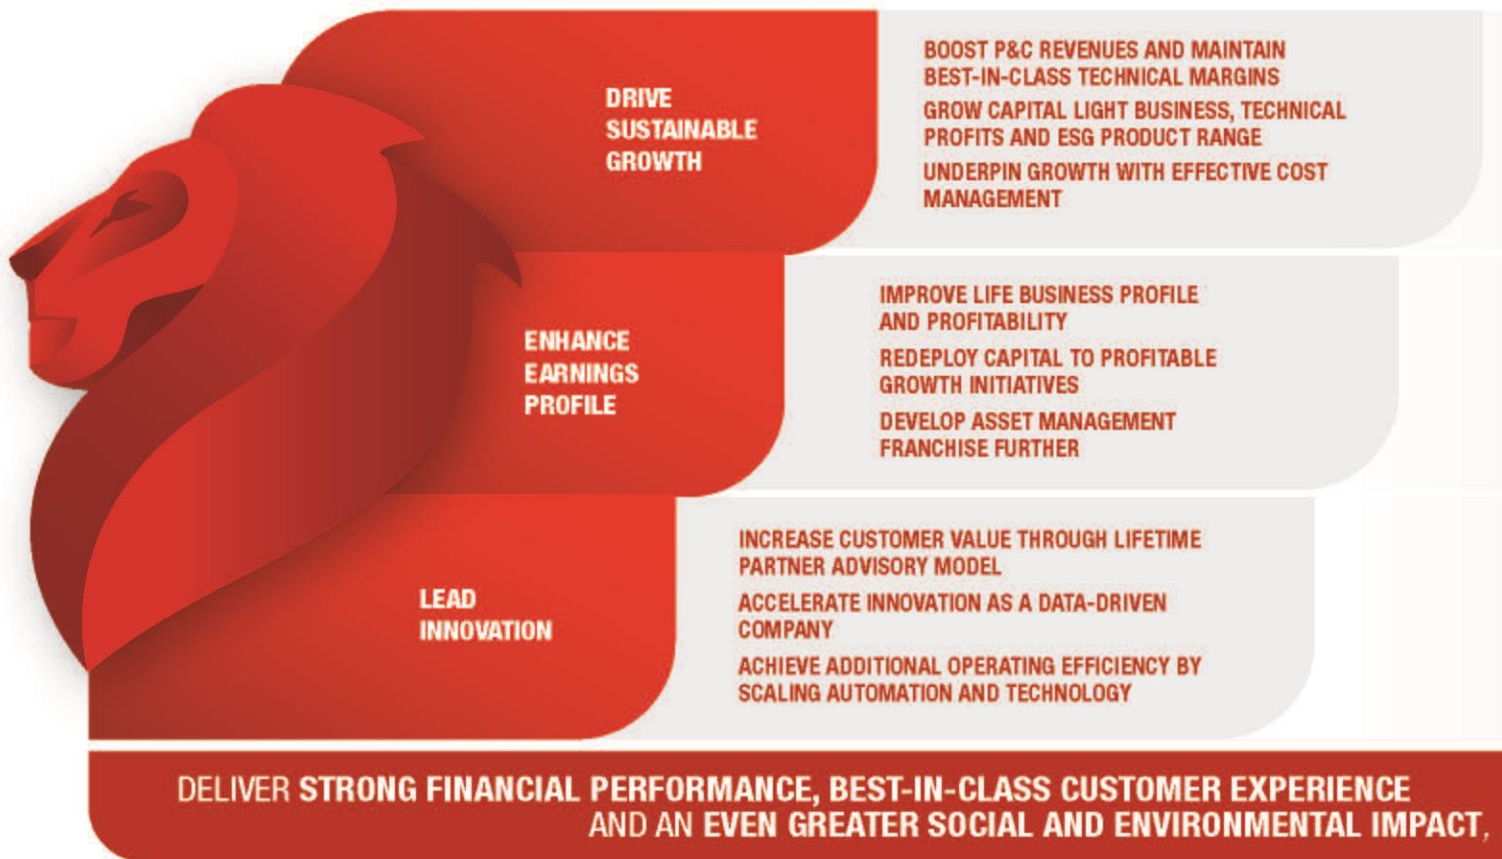 DRIVE
SUSTAINABLE
GROWTH
BOOST P&C REVENUES AND MAINTAIN
BEST-IN-CLASS TECHNICAL MARGINS
GROW CAPITAL LIGHT BUSINESS, TECHNICAL
PROFITS AND ESG PRODUCT RANGE
UNDERPIN GROWTH WITH EFFECTIVE COST
MANAGEMENT
ENHANCE
EARNINGS
PROFILE
IMPROVE LIFE BUSINESS PROFILE
AND PROFITABILITY
REDEPLOY CAPITAL TO PROFITABLE
GROWTH INITIATIVES
DEVELOP ASSET MANAGEMENT
FRANCHISE FURTHER
LEAD
INNOVATION
INCREASE CUSTOMER VALUE THROUGH LIFETIME
PARTNER ADVISORY MODEL
ACCELERATE INNOVATION AS A DATA-DRIVEN
COMPANY
ACHIEVE ADDITIONAL OPERATING EFFICIENCY BY
SCALING AUTOMATION AND TECHNOLOGY
DELIVER STRONG FINANCIAL PERFORMANCE, BEST-IN-CLASS CUSTOMER EXPERIENCE
AND AN EVEN GREATER SOCIAL AND ENVIRONMENTAL IMPACT,